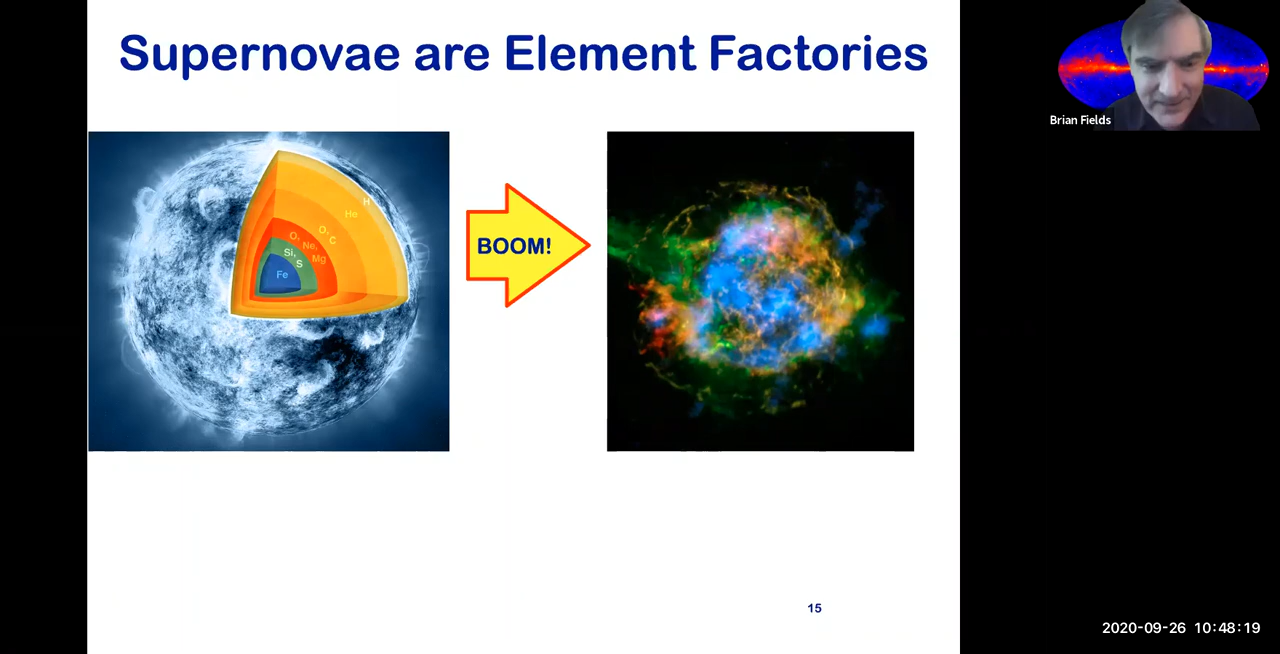 Supernovae are Element Factories
Brian Fields
H
He
O, C
O, Ne, Mg
Si, S
Fe
BOOM!
15
2020-09-26 10:48:19